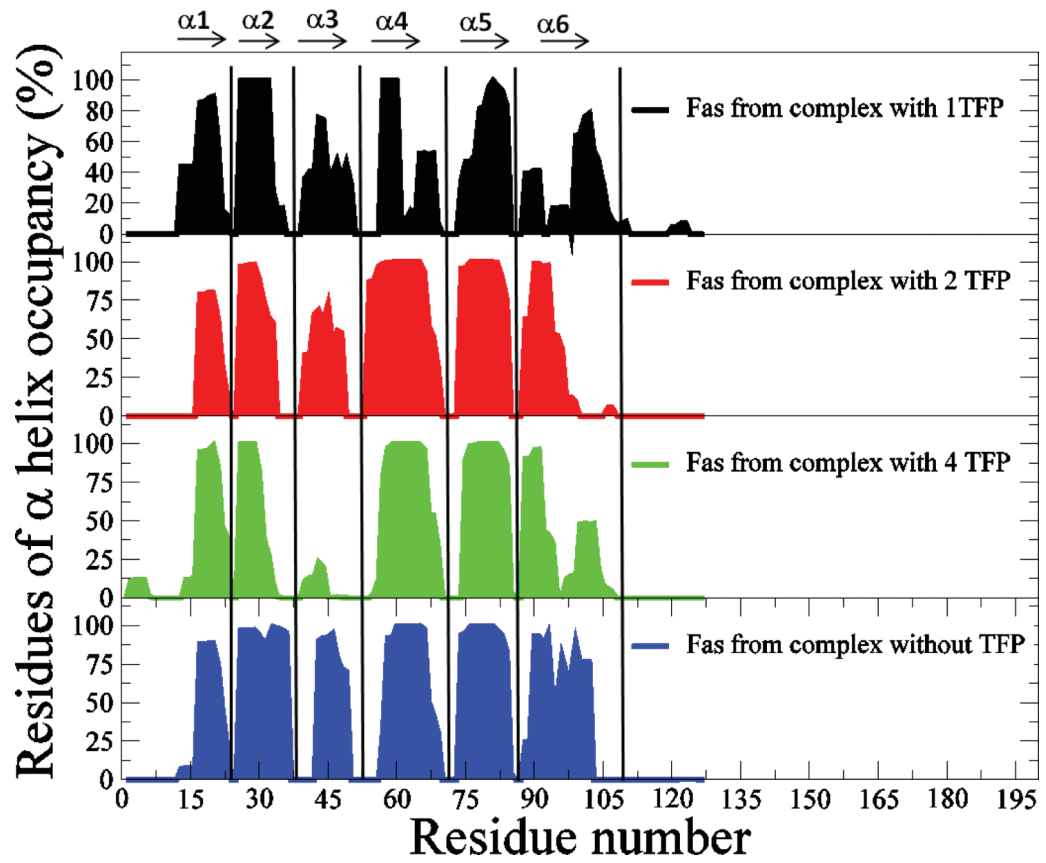 α1 α2 α3 α4 α5 α6
Residues of α helix occupancy (%)
100
80
60
40
20
0
Fas from complex with 1TFP
100
75
50
25
0
Fas from complex with 2 TFP
100
75
50
25
0
Fas from complex with 4 TFP
100
75
50
25
0
Fas from complex without TFP
0 15 30 45 60 75 90 105 120 135 150 165 180 195
Residue number